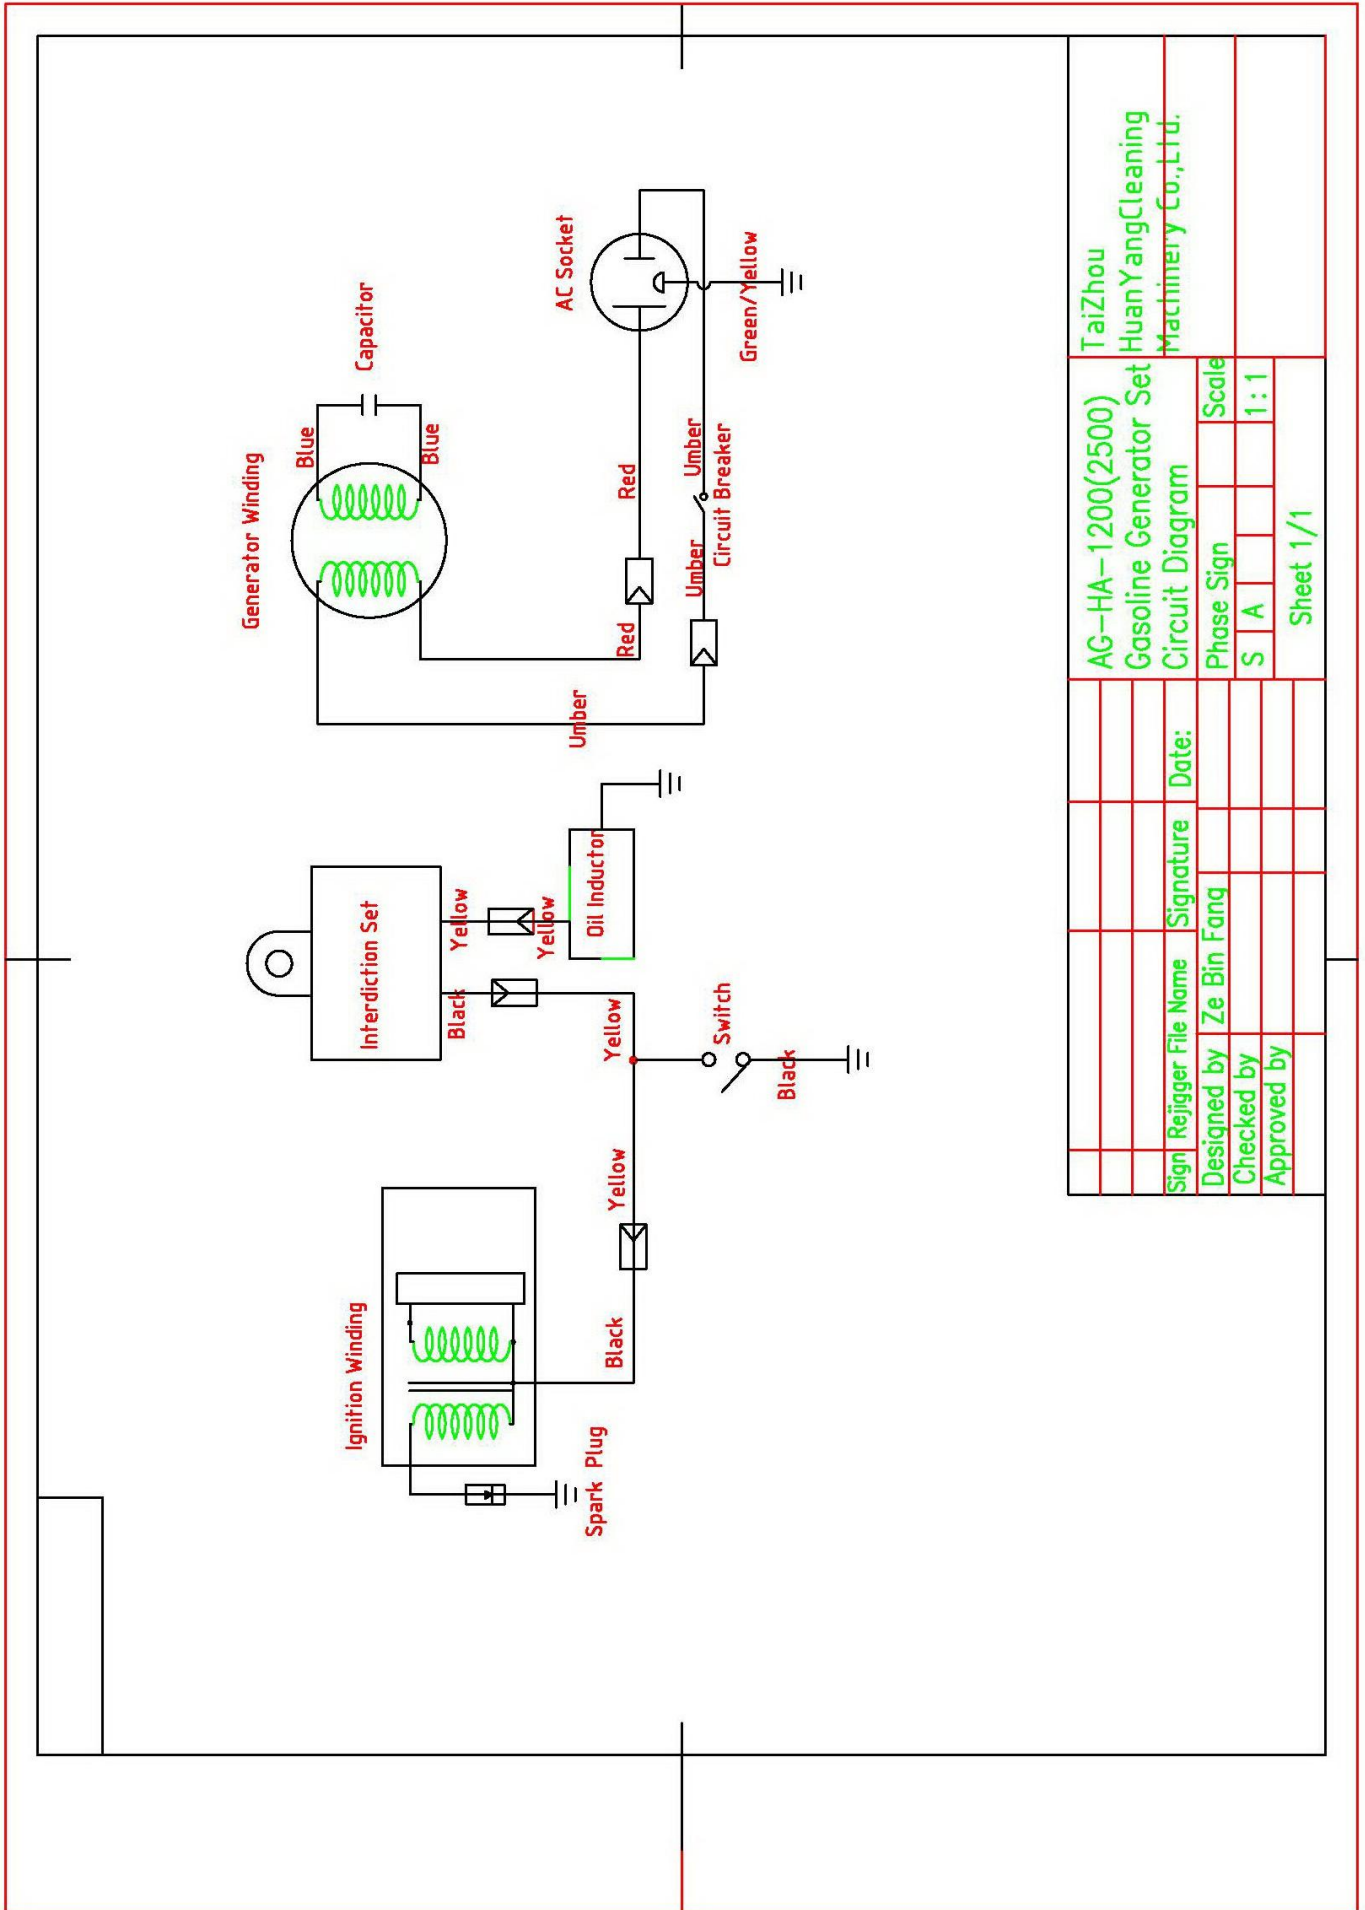 Spark Plug
Ignition Winding
Black
Yellow
Yellow
Switch
Black
Interdiction Set
Black
Yellow
Yellow
Oil Inductor
Generator Winding
Blue
Blue
Capacitor
Umber
Red
Red
Umber
Umber
Circuit Breaker
AC Socket
Green/Yellow
Sign
Rejigger File Name
Signature
Date:
Designed by
Ze Bin Fang
Checked by
Approved by
AG-HA-1200(2500)
Gasoline Generator Set
Circuit Diagram
Phase Sign
Scale
S
A
1:1
Sheet 1/1
TaiZhou
HuanYangCleaning
Machinery Co.,Ltd.